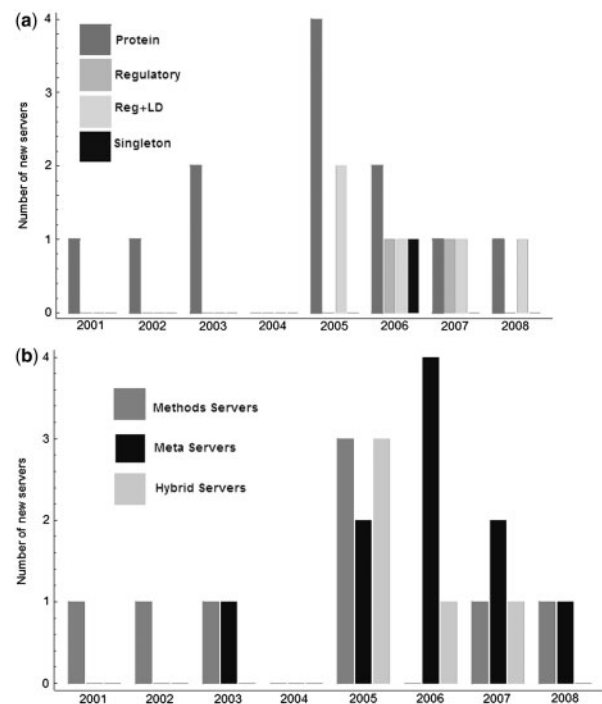 (a)
4
3
2
1
0
Number of new servers
Protein
Regulatory
Reg+LD
Singleton
2001 2002 2003 2004 2005 2006 2007 2008
(b)
4
3
2
1
0
Number of new servers
Methods Servers
Meta Servers
Hybrid Servers
2001 2002 2003 2004 2005 2006 2007 2008